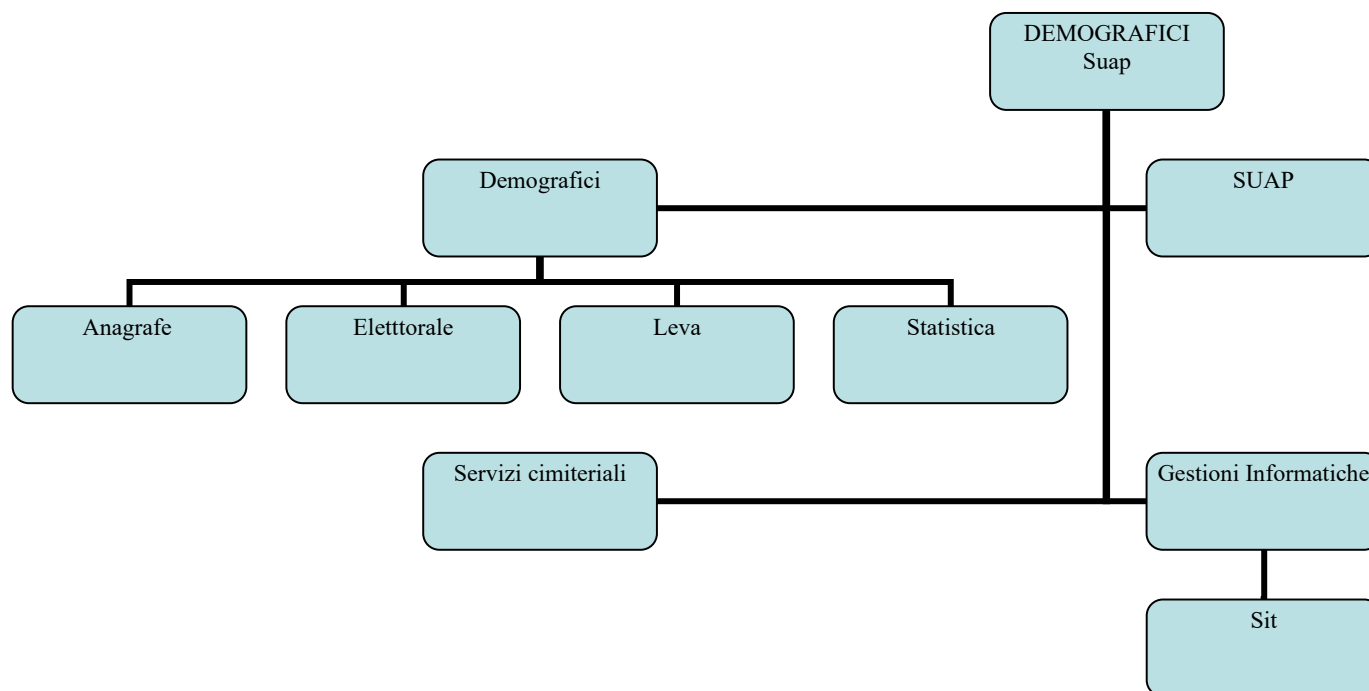 DEMOGRAFICI
Suap
Demografici
SUAP
Anagrafe
Eletttorale
Leva
Statistica
Servizi cimiteriali
Gestioni Informatiche
Sit